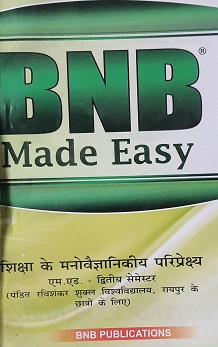 BNB®
Made Easy
शिक्षा के मनोवैज्ञानिकीय परिप्रेक्ष्य
एम.एड. - द्वितीय सेमेस्टर
(पंडित रविशंकर शुक्ल विश्वविद्यालय, रायपुर के
छात्रों के लिए)
BNB PUBLICATIONS